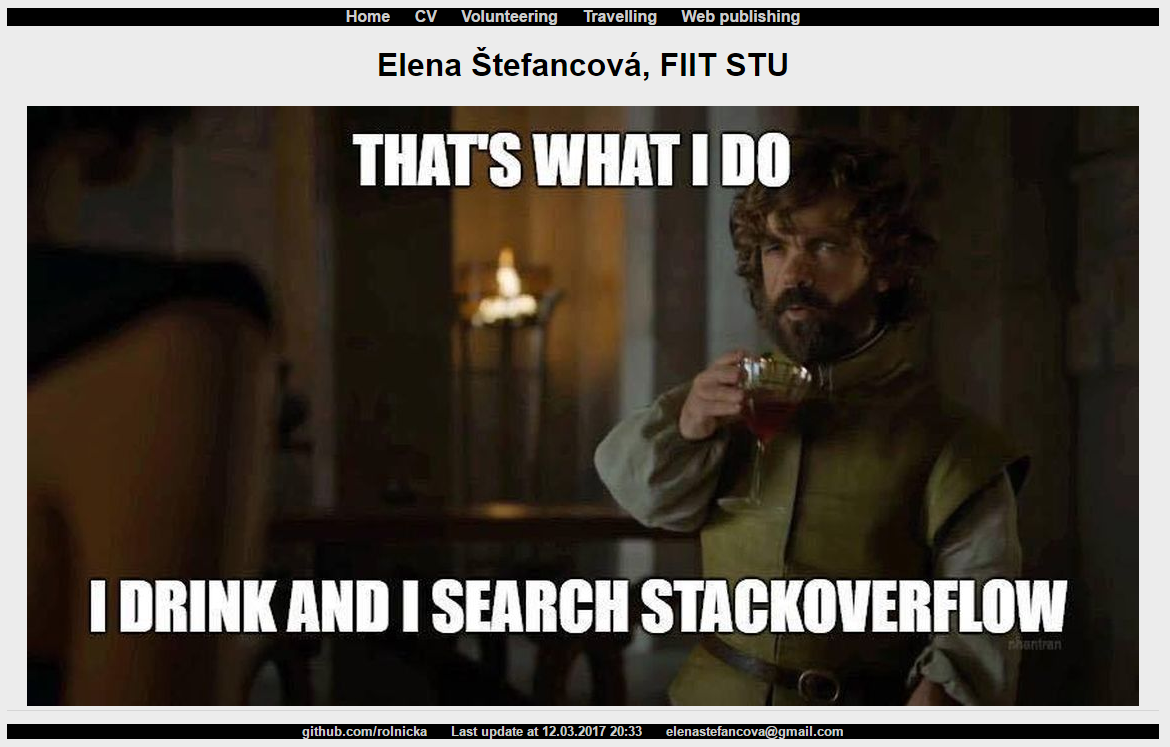 Home CV Volunteering Travelling Web publishing
Elena Štefancová, FIIT STU
THAT'S WHAT I DO
I DRINK AND I SEARCH STACKOVERFLOW
nhantran
github.com/rolnicka Last update at 12.03.2017 20:33 elenastefancova@gmail.com